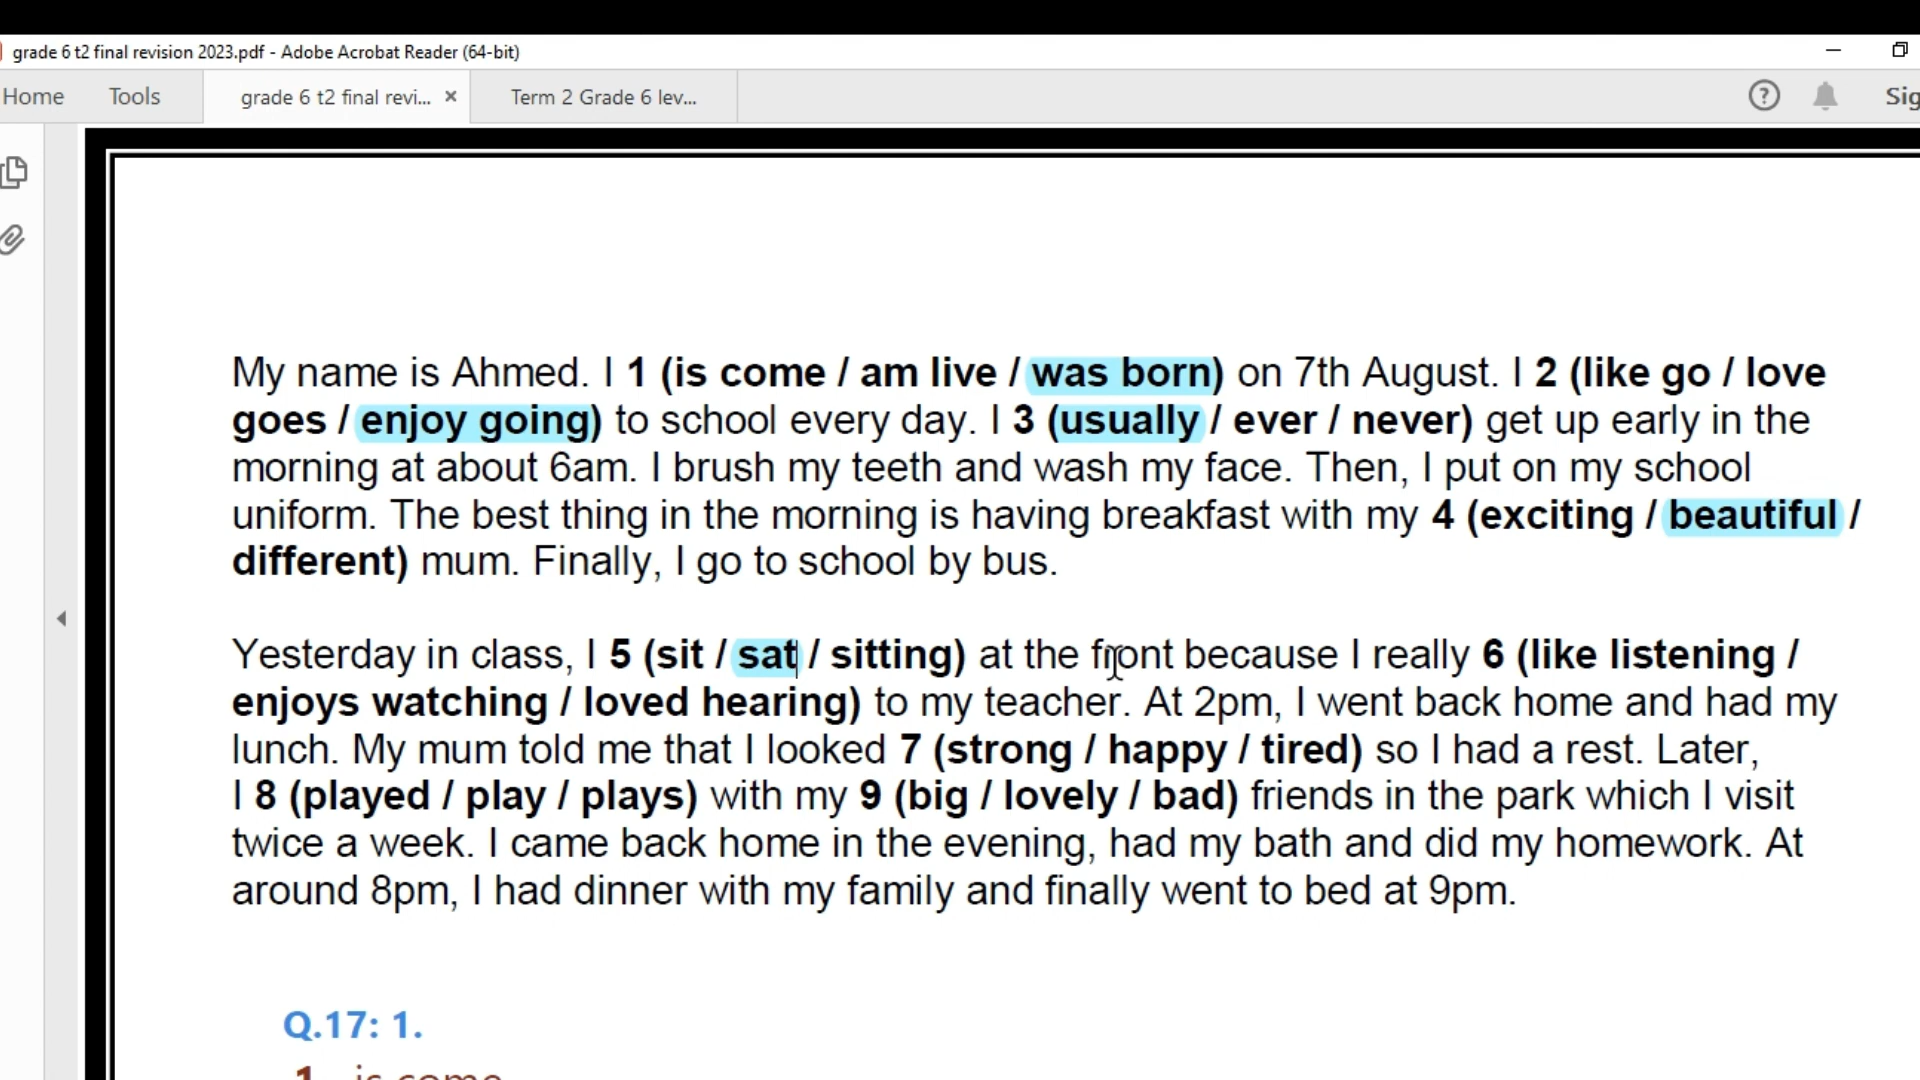 grade 6 t2 final revision 2023.pdf - Adobe Acrobat Reader (64-bit)
Home Tools grade 6 t2 final revi... × Term 2 Grade 6 lev... ? Sig
My name is Ahmed. I 1 (is come / am live / was born) on 7th August. I 2 (like go / love
goes / enjoy going) to school every day. I 3 (usually / ever / never) get up early in the
morning at about 6am. I brush my teeth and wash my face. Then, I put on my school
uniform. The best thing in the morning is having breakfast with my 4 (exciting / beautiful /
different) mum. Finally, I go to school by bus.
Yesterday in class, I 5 (sit / sat / sitting) at the front because I really 6 (like listening /
enjoys watching / loved hearing) to my teacher. At 2pm, I went back home and had my
lunch. My mum told me that I looked 7 (strong / happy / tired) so I had a rest. Later,
I 8 (played / play / plays) with my 9 (big / lovely / bad) friends in the park which I visit
twice a week. I came back home in the evening, had my bath and did my homework. At
around 8pm, I had dinner with my family and finally went to bed at 9pm.
Q.17: 1.
1. is come